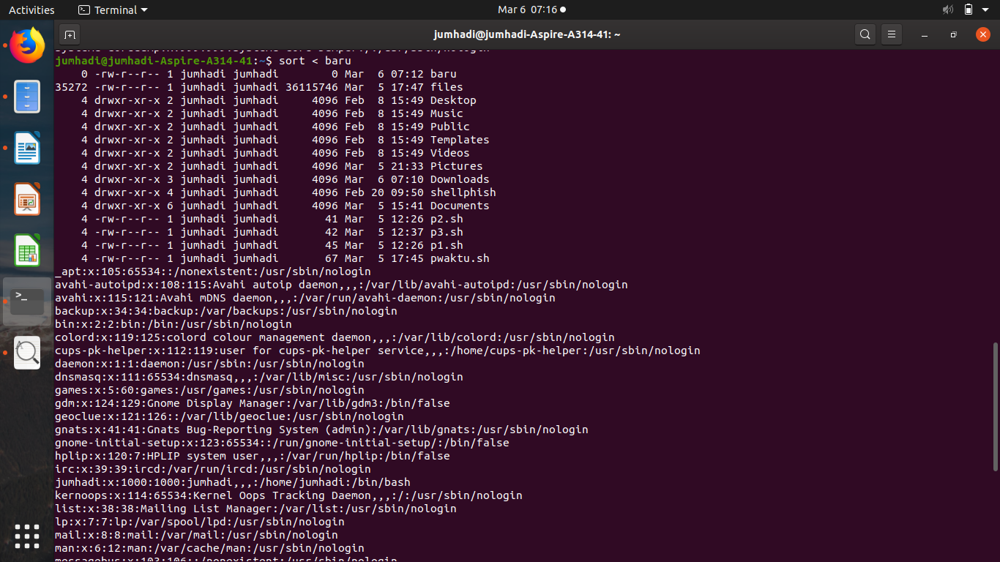 Activities Terminal Mar 6 07:16
jumhadi@jumhadi-Aspire-A314-41: ~
jumhadi@jumhadi-Aspire-A314-41:~$ sort < baru
0 -rw-r--r-- 1 jumhadi jumhadi 0 Mar 6 07:12 baru
35272 -rw-r--r-- 1 jumhadi jumhadi 36115746 Mar 5 17:47 files
4 drwxr-xr-x 2 jumhadi jumhadi 4096 Feb 8 15:49 Desktop
4 drwxr-xr-x 2 jumhadi jumhadi 4096 Feb 8 15:49 Music
4 drwxr-xr-x 2 jumhadi jumhadi 4096 Feb 8 15:49 Public
4 drwxr-xr-x 2 jumhadi jumhadi 4096 Feb 8 15:49 Templates
4 drwxr-xr-x 2 jumhadi jumhadi 4096 Feb 8 15:49 Videos
4 drwxr-xr-x 2 jumhadi jumhadi 4096 Mar 5 21:33 Pictures
4 drwxr-xr-x 3 jumhadi jumhadi 4096 Mar 6 07:10 Downloads
4 drwxr-xr-x 4 jumhadi jumhadi 4096 Feb 20 09:50 shellphish
4 drwxr-xr-x 6 jumhadi jumhadi 4096 Mar 5 15:41 Documents
4 -rw-r--r-- 1 jumhadi jumhadi 41 Mar 5 12:26 p2.sh
4 -rw-r--r-- 1 jumhadi jumhadi 42 Mar 5 12:37 p3.sh
4 -rw-r--r-- 1 jumhadi jumhadi 45 Mar 5 12:26 p1.sh
4 -rw-r--r-- 1 jumhadi jumhadi 67 Mar 5 17:45 pwaktu.sh
_apt:x:105:65534::/nonexistent:/usr/sbin/nologin
avahi-autoipd:x:108:115:Avahi autoip daemon,,,:/var/lib/avahi-autoipd:/usr/sbin/nologin
avahi:x:115:121:Avahi mDNS daemon,,,:/var/run/avahi-daemon:/usr/sbin/nologin
backup:x:34:34:backup:/var/backups:/usr/sbin/nologin
bin:x:2:2:bin:/bin:/usr/sbin/nologin
colord:x:119:125:colord colour management daemon,,,:/var/lib/colord:/usr/sbin/nologin
cups-pk-helper:x:112:119:user for cups-pk-helper service,,,:/home/cups-pk-helper:/usr/sbin/nologin
daemon:x:1:1:daemon:/usr/sbin:/usr/sbin/nologin
dnsmasq:x:111:65534:dnsmasq,,,:/var/lib/misc:/usr/sbin/nologin
games:x:5:60:games:/usr/games:/usr/sbin/nologin
gdm:x:124:129:Gnome Display Manager:/var/lib/gdm3:/bin/false
geoclue:x:121:126::/var/lib/geoclue:/usr/sbin/nologin
gnats:x:41:41:Gnats Bug-Reporting System (admin):/var/lib/gnats:/usr/sbin/nologin
gnome-initial-setup:x:123:65534::/run/gnome-initial-setup/:/bin/false
hplip:x:120:7:HPLIP system user,,,:/var/run/hplip:/bin/false
irc:x:39:39:ircd:/var/run/ircd:/usr/sbin/nologin
jumhadi:x:1000:1000:jumhadi,,,:/home/jumhadi:/bin/bash
kernoops:x:114:65534:Kernel Oops Tracking Daemon,,,:/:/usr/sbin/nologin
list:x:38:38:Mailing List Manager:/var/list:/usr/sbin/nologin
lp:x:7:7:lp:/var/spool/lpd:/usr/sbin/nologin
mail:x:8:8:mail:/var/mail:/usr/sbin/nologin
man:x:6:12:man:/var/cache/man:/usr/sbin/nologin
messagebus:x:103:106::/nonexistent:/usr/sbin/nologin